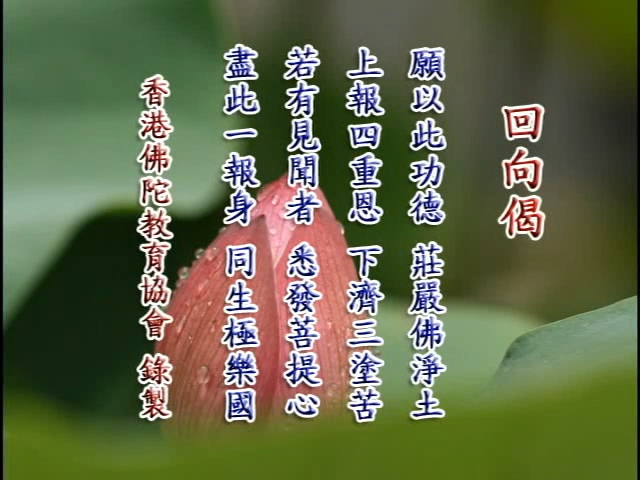 回向偈
願以此功德 莊嚴佛淨土
上報四重恩 下濟三塗苦
若有見聞者 悉發菩提心
盡此一報身 同生極樂國
香港佛陀教育協會 錄製